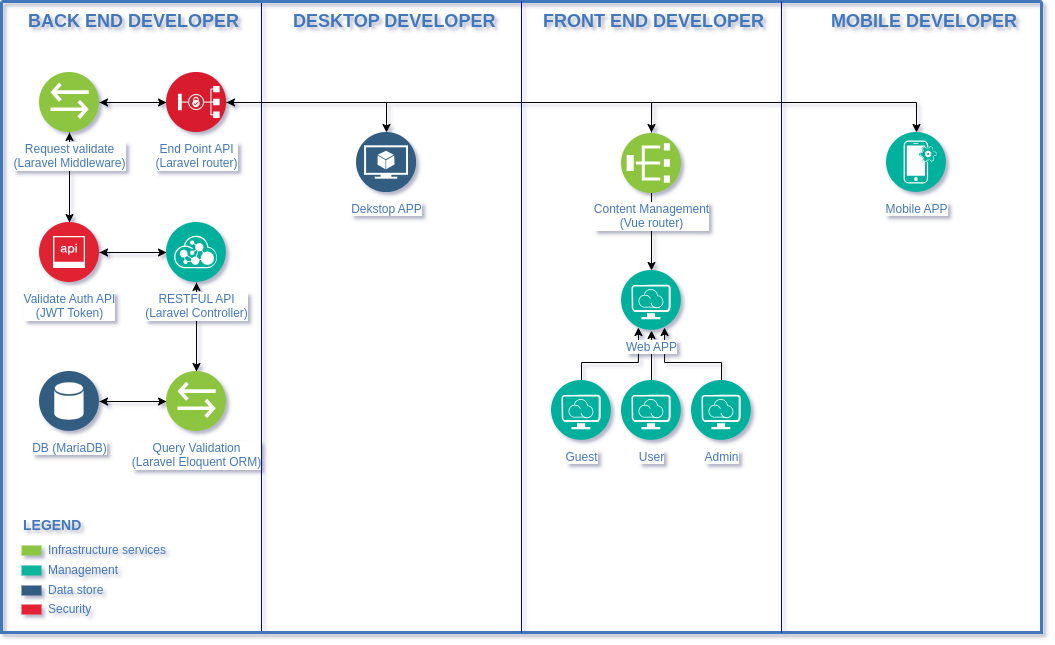 BACK END DEVELOPER
DESKTOP DEVELOPER
FRONT END DEVELOPER
MOBILE DEVELOPER
Request validate
(Laravel Middleware)
End Point API
(Laravel router)
Dekstop APP
Content Management
(Vue router)
Mobile APP
api
Validate Auth API
(JWT Token)
RESTFUL API
(Laravel Controller)
Web APP
DB (MariaDB)
Query Validation
(Laravel Eloquent ORM)
Guest
User
Admin
LEGEND
Infrastructure services
Management
Data store
Security